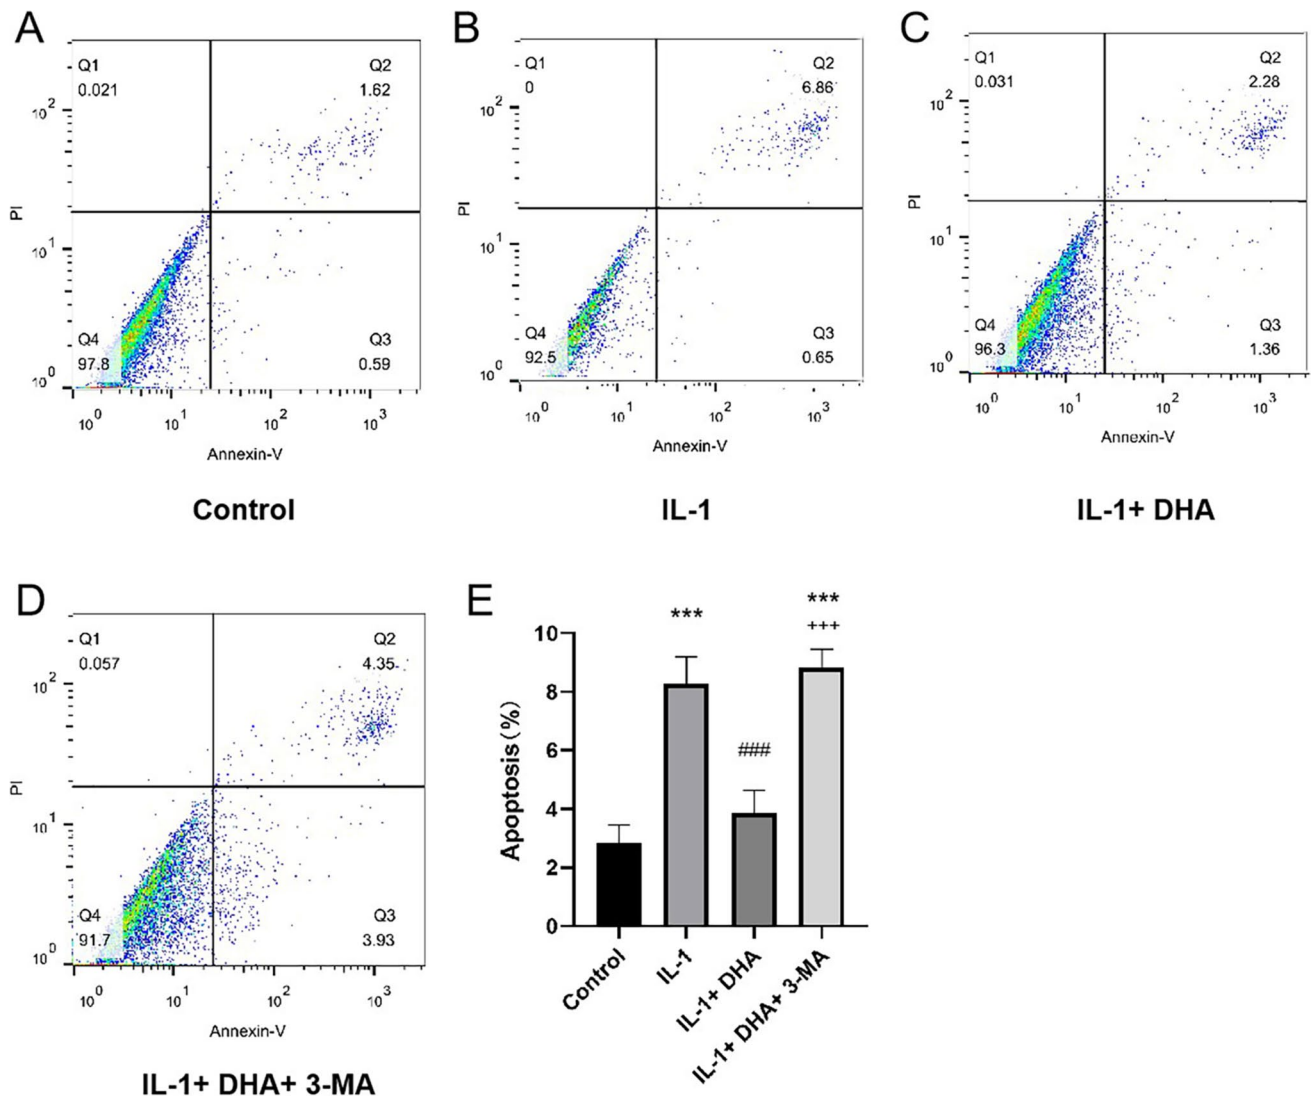 A
Q1
0.021
Q2
1.62
Q4
97.8
Q3
0.59
10^2
10^1
10^0
PI
10^0 10^1 10^2 10^3
Annexin-V
Control
B
Q1
0
Q2
6.86
Q4
92.5
Q3
0.65
10^2
10^1
10^0
PI
10^0 10^1 10^2 10^3
Annexin-V
IL-1
C
Q1
0.031
Q2
2.28
Q4
96.3
Q3
1.36
10^2
10^1
10^0
PI
10^0 10^1 10^2 10^3
Annexin-V
IL-1+ DHA
D
Q1
0.057
Q2
4.35
Q4
91.7
Q3
3.93
10^2
10^1
10^0
PI
10^0 10^1 10^2 10^3
Annexin-V
IL-1+ DHA+ 3-MA
E
***
***
+++
###
10
8
6
4
2
0
Apoptosis (%)
Control
IL-1
IL-1+ DHA
IL-1+ DHA+ 3-MA